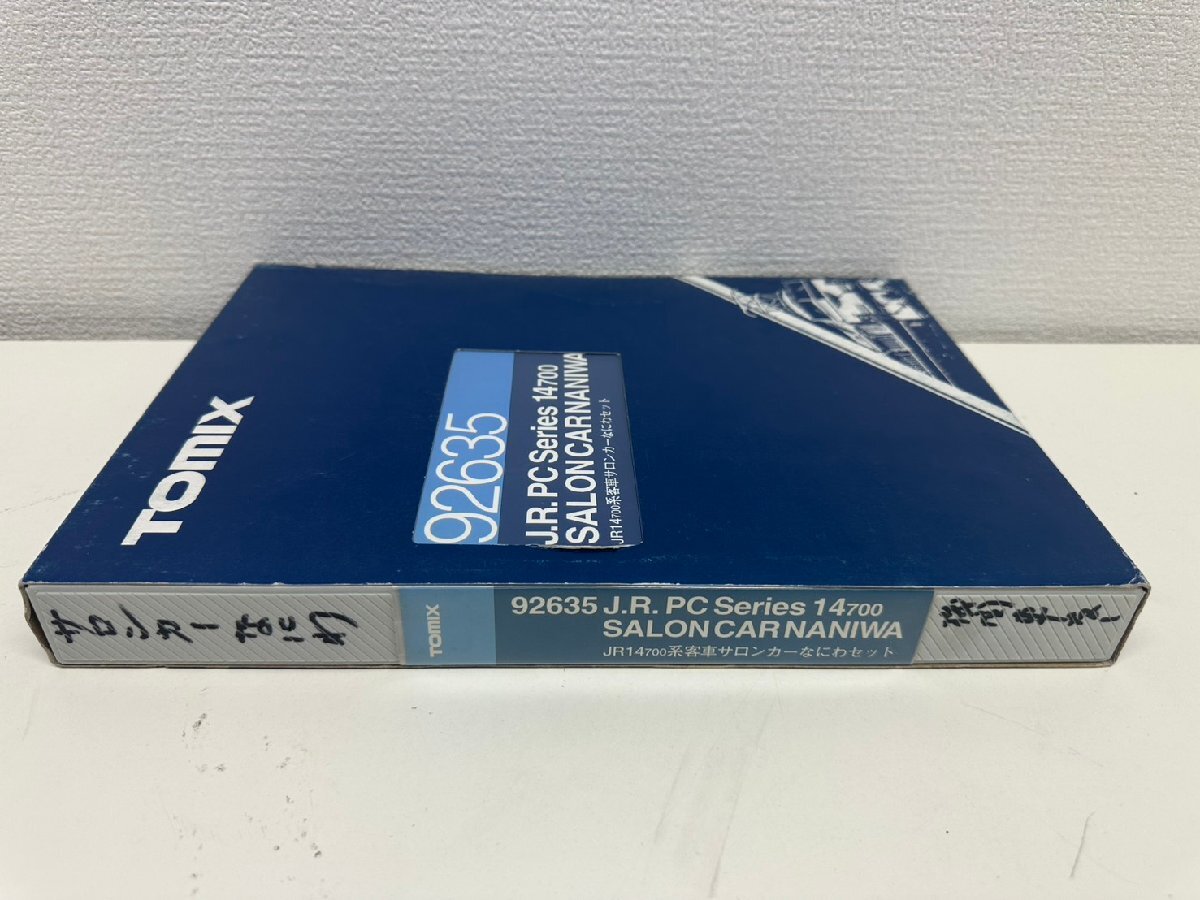 TOMIX
92635
J.R. PC Series 14700
SALON CAR NANIWA
JR14700系客車サロンカーなにわセット
サロンカー なにわ
TOMIX
92635 J.R. PC Series 14700
SALON CAR NANIWA
JR14700系客車サロンカーなにわセット